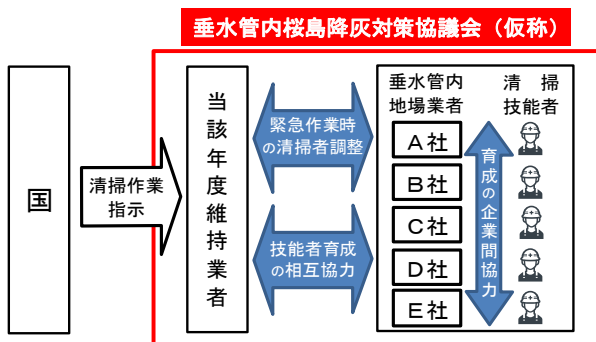 垂水管内桜島降灰対策協議会（仮称）
国
清掃作業
指示
当該年度維持業者
緊急作業時
の清掃者調整
技能者育成
の相互協力
垂水管内
地場業者
清　掃
技能者
Ａ社
Ｂ社
Ｃ社
Ｄ社
Ｅ社
育成の企業間協力